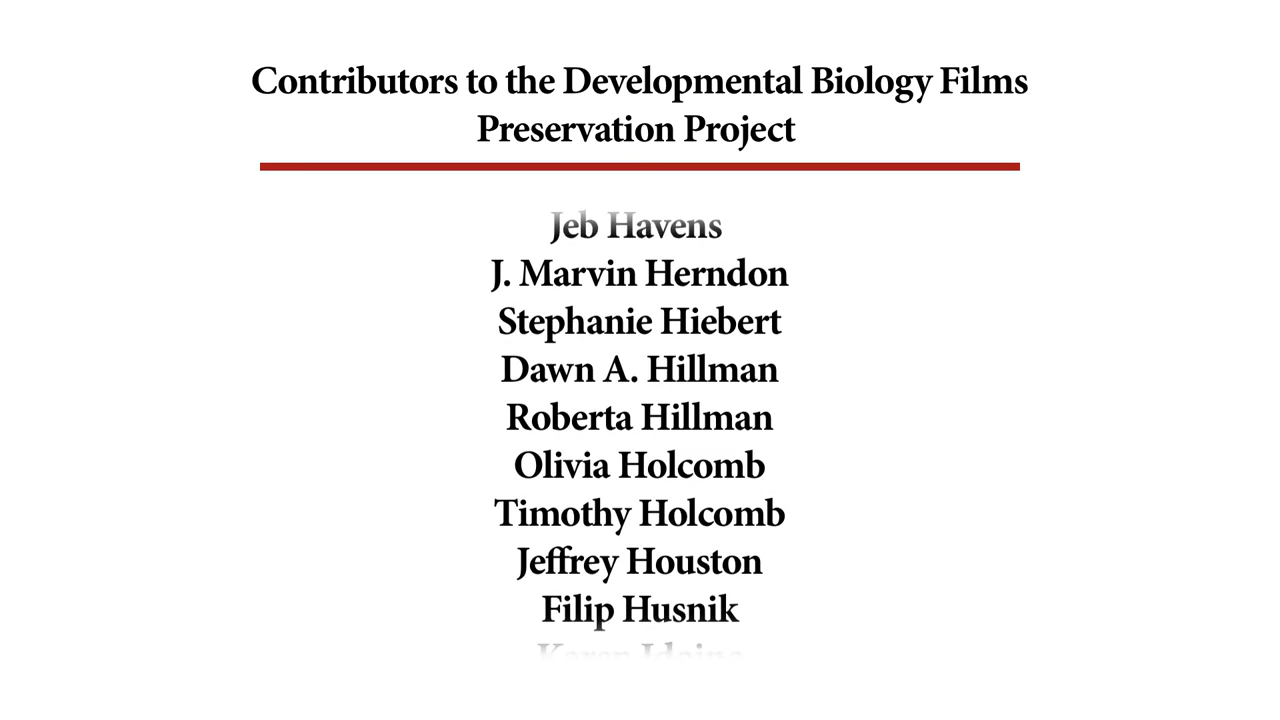 Contributors to the Developmental Biology Films
Preservation Project
Jeb Havens
J. Marvin Herndon
Stephanie Hiebert
Dawn A. Hillman
Roberta Hillman
Olivia Holcomb
Timothy Holcomb
Jeffrey Houston
Filip Husnik
Karen